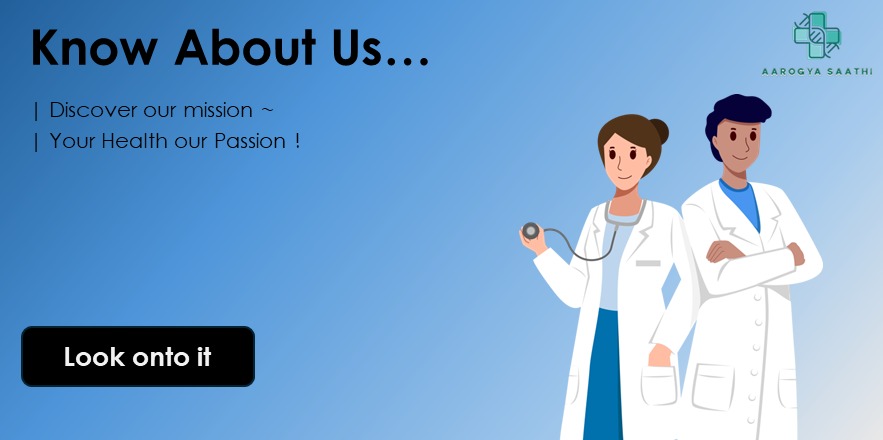 Know About Us...
AAROGYA SAATHI
| Discover our mission ~
| Your Health our Passion !
Look onto it